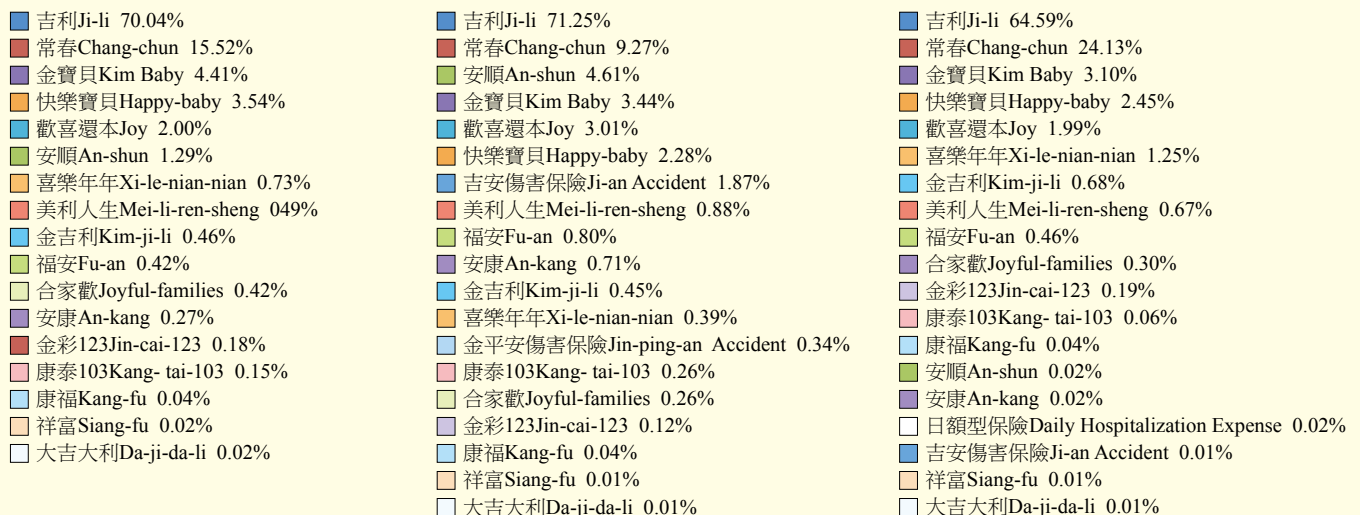 吉利Ji-li 70.04%
常春Chang-chun 15.52%
金寶貝Kim Baby 4.41%
快樂寶貝Happy-baby 3.54%
歡喜還本Joy 2.00%
安順An-shun 1.29%
喜樂年年Xi-le-nian-nian 0.73%
美利人生Mei-li-ren-sheng 049%
金吉利Kim-ji-li 0.46%
福安Fu-an 0.42%
合家歡Joyful-families 0.42%
安康An-kang 0.27%
金彩123Jin-cai-123 0.18%
康泰103Kang- tai-103 0.15%
康福Kang-fu 0.04%
祥富Siang-fu 0.02%
大吉大利Da-ji-da-li 0.02%
吉利Ji-li 71.25%
常春Chang-chun 9.27%
安順An-shun 4.61%
金寶貝Kim Baby 3.44%
歡喜還本Joy 3.01%
快樂寶貝Happy-baby 2.28%
吉安傷害保險Ji-an Accident 1.87%
美利人生Mei-li-ren-sheng 0.88%
福安Fu-an 0.80%
安康An-kang 0.71%
金吉利Kim-ji-li 0.45%
喜樂年年Xi-le-nian-nian 0.39%
金平安傷害保險Jin-ping-an Accident 0.34%
康泰103Kang- tai-103 0.26%
合家歡Joyful-families 0.26%
金彩123Jin-cai-123 0.12%
康福Kang-fu 0.04%
祥富Siang-fu 0.01%
大吉大利Da-ji-da-li 0.01%
吉利Ji-li 64.59%
常春Chang-chun 24.13%
金寶貝Kim Baby 3.10%
快樂寶貝Happy-baby 2.45%
歡喜還本Joy 1.99%
喜樂年年Xi-le-nian-nian 1.25%
金吉利Kim-ji-li 0.68%
美利人生Mei-li-ren-sheng 0.67%
福安Fu-an 0.46%
合家歡Joyful-families 0.30%
金彩123Jin-cai-123 0.19%
康泰103Kang- tai-103 0.06%
康福Kang-fu 0.04%
安順An-shun 0.02%
安康An-kang 0.02%
日額型保險Daily Hospitalization Expense 0.02%
吉安傷害保險Ji-an Accident 0.01%
祥富Siang-fu 0.01%
大吉大利Da-ji-da-li 0.01%